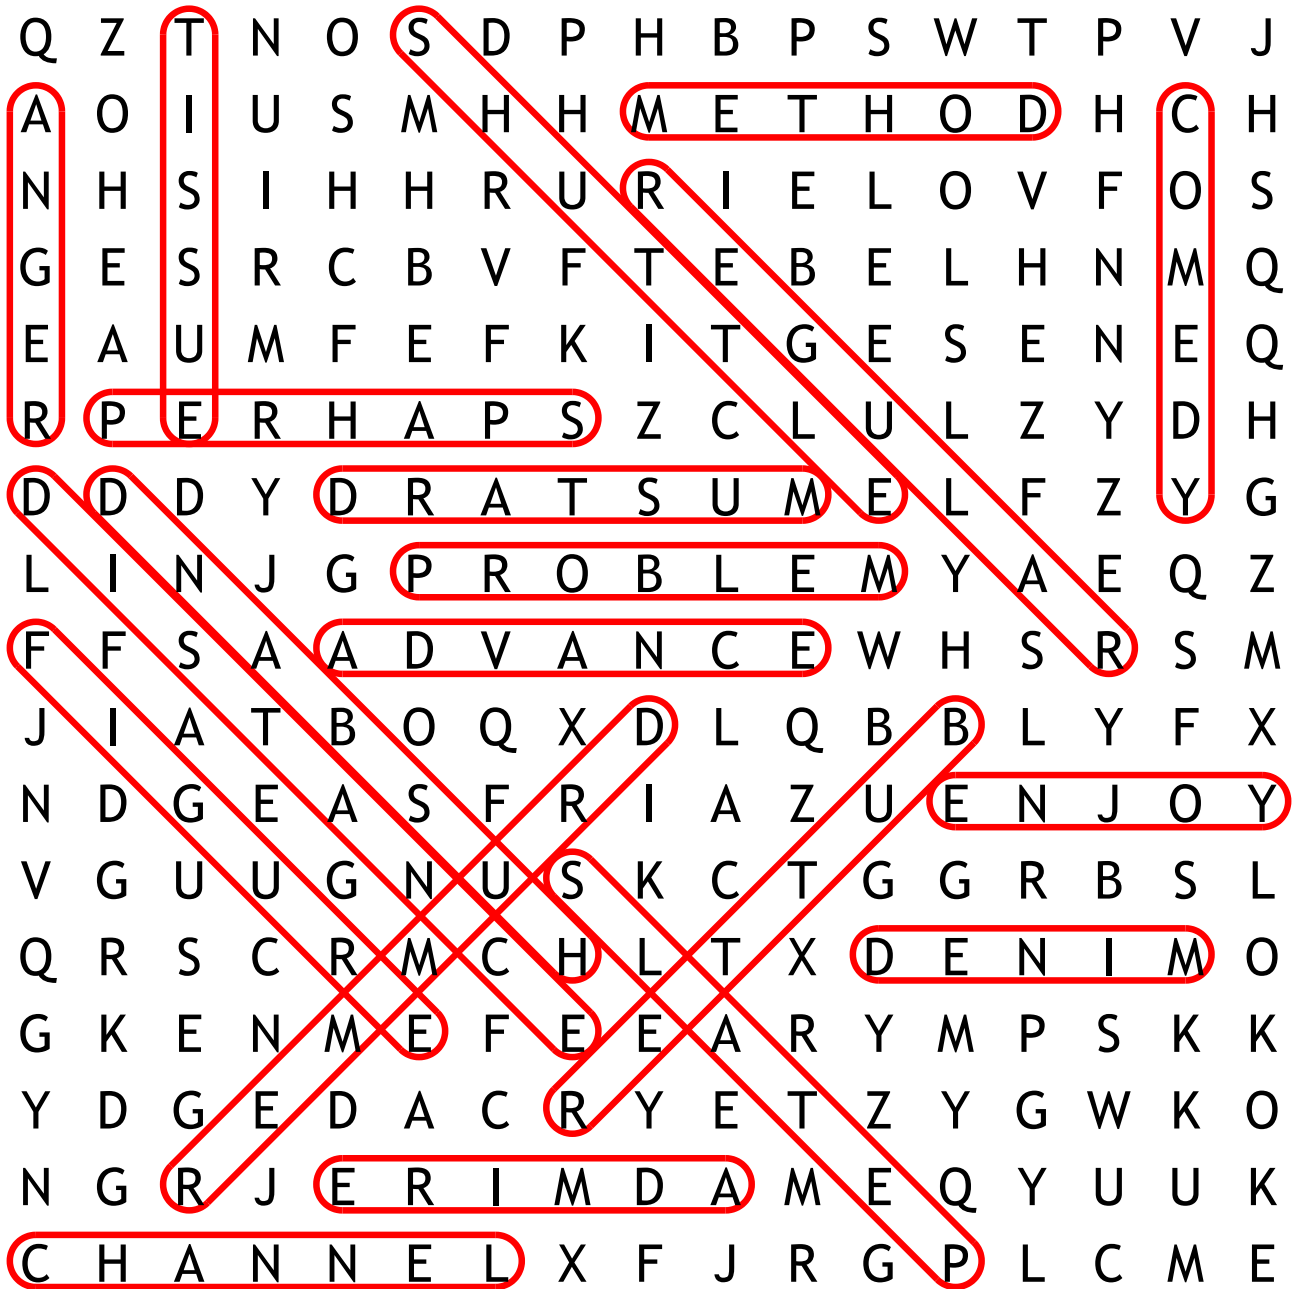 Q Z T N O S D P H B P S W T P V J
A O I U S M H H M E T H O D H C H
N H S I H H R U R I E L O V F O S
G E S R C B V F T E B E L H N M Q
E A U M F E F K I T G E S E N E Q
R P E R H A P S Z C L U L Z Y D H
D D D Y D R A T S U M E L F Z Y G
L I N J G P R O B L E M Y A E Q Z
F F S A A D V A N C E W H S R S M
J I A T B O Q X D L Q B B L Y F X
N D G E A S F R I A Z U E N J O Y
V G U U G N U S K C T G G R B S L
Q R S C R M C H L T X D E N I M O
G K E N M E F E E A R Y M P S K K
Y D G E D A C R Y E T Z Y G W K O
N G R J E R I M D A M E Q Y U U K
C H A N N E L X F J R G P L C M E